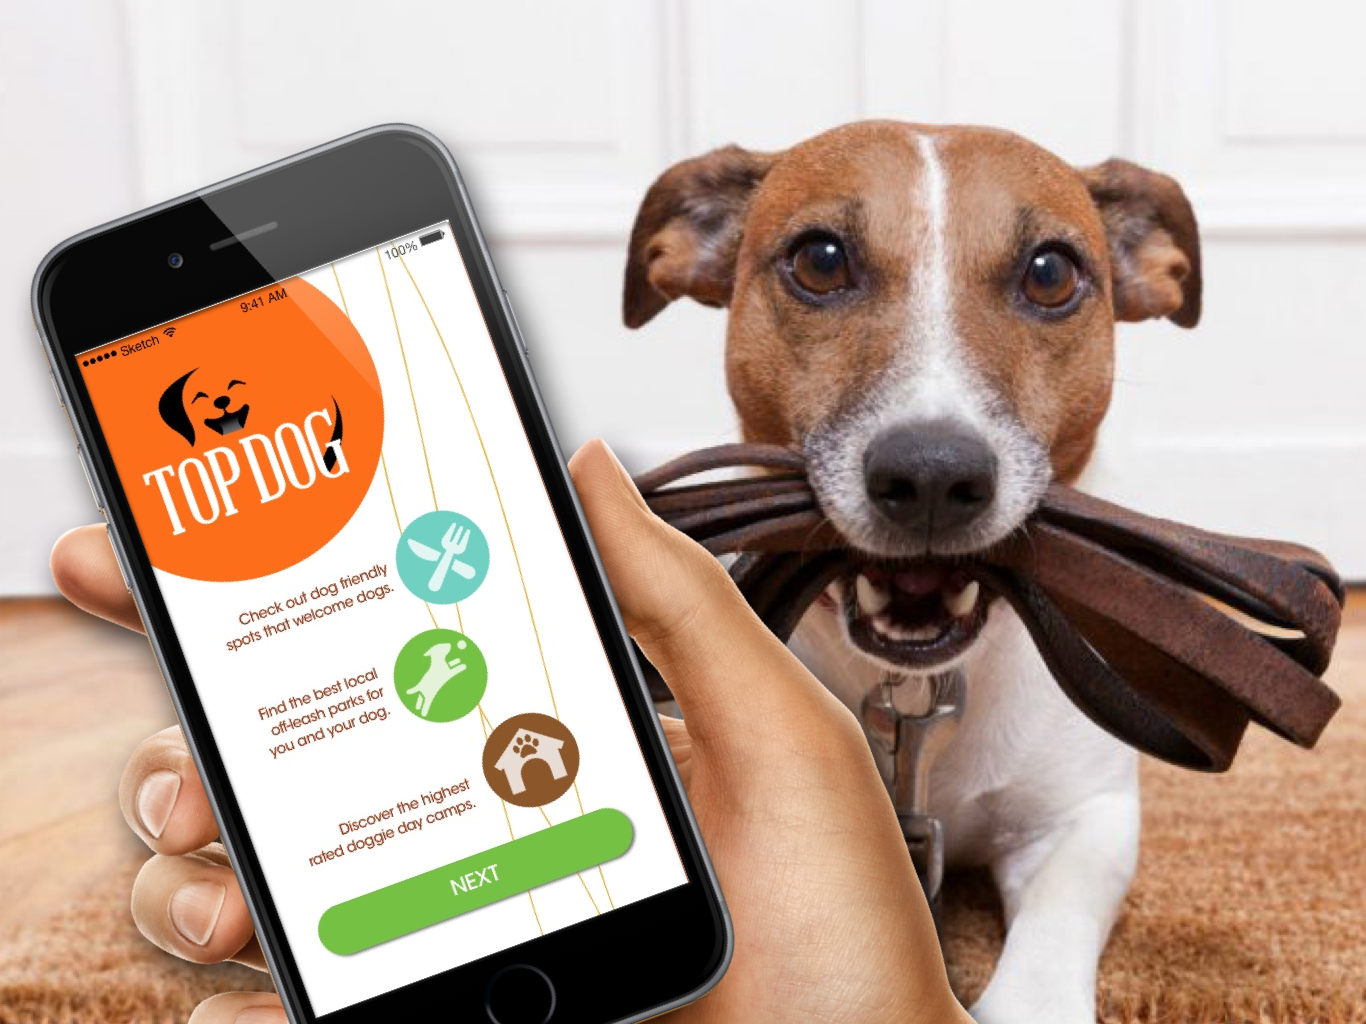 ●●●●● Sketch
9:41 AM
100%
TOP DOG
Check out dog friendly
spots that welcome dogs.
Find the best local
off-leash parks for
you and your dog.
Discover the highest
rated doggie day camps.
NEXT